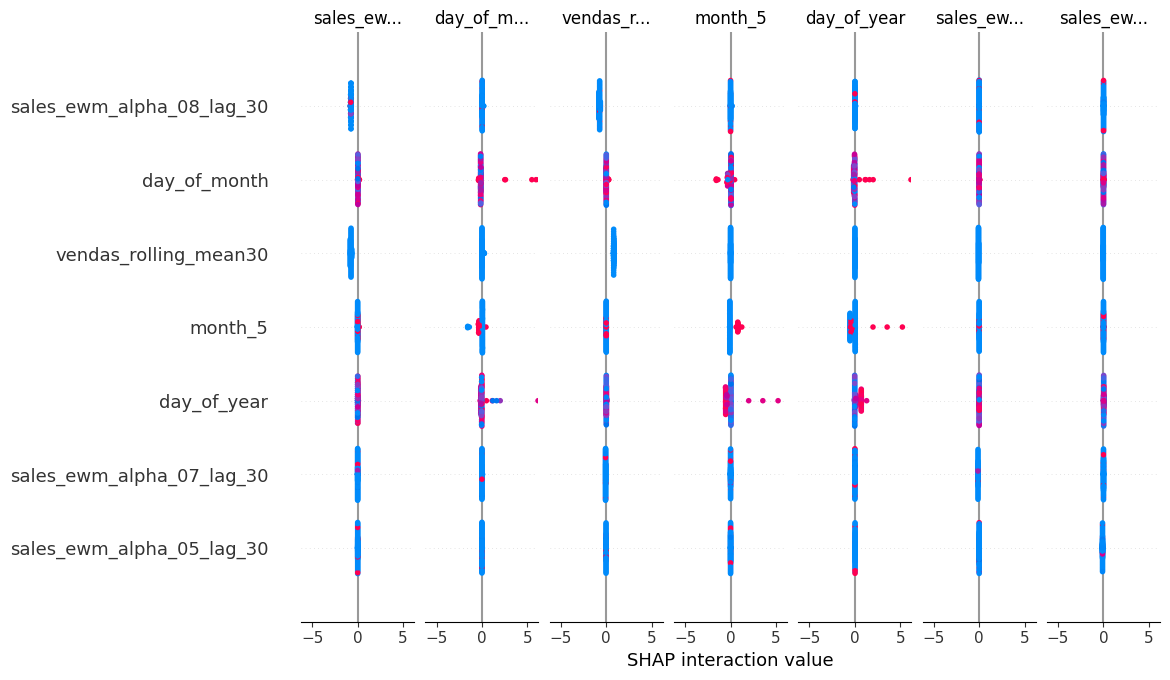 sales_ew... day_of_m... vendas_r... month_5 day_of_year sales_ew... sales_ew...
sales_ewm_alpha_08_lag_30
day_of_month
vendas_rolling_mean30
month_5
day_of_year
sales_ewm_alpha_07_lag_30
sales_ewm_alpha_05_lag_30
−5 0 5 −5 0 5 −5 0 5 −5 0 5 −5 0 5 −5 0 5 −5 0 5
SHAP interaction value